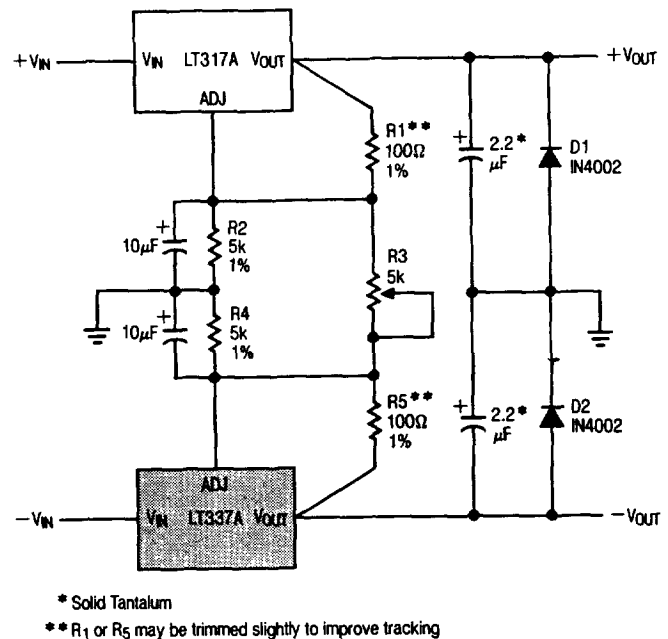 +VIN VIN LT317A VOUT +VOUT
ADJ
R1**
100Ω
1%
+ 2.2*
μF
D1
IN4002
+
10μF
R2
5k
1%
R3
5k
+
10μF
R4
5k
1%
R5**
100Ω
1%
+ 2.2*
μF
D2
IN4002
ADJ
−VIN VIN LT337A VOUT −VOUT
* Solid Tantalum
** R1 or R5 may be trimmed slightly to improve tracking